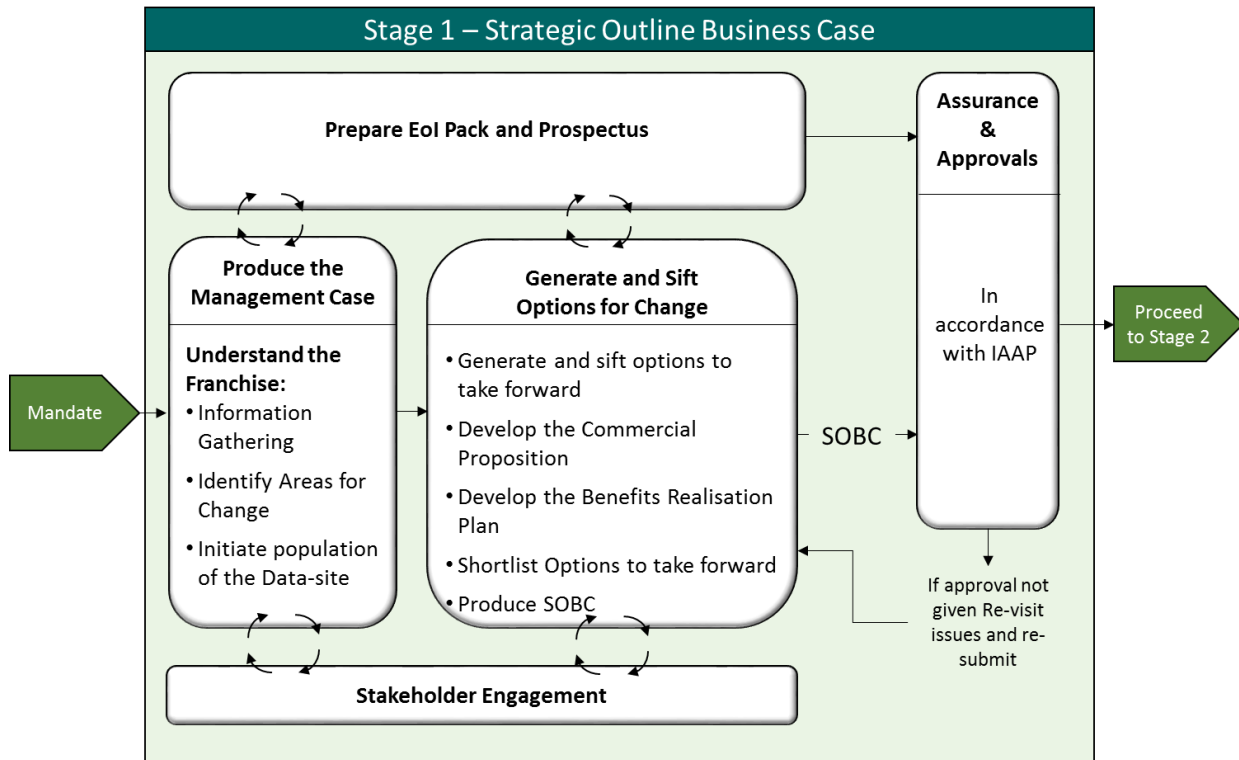 Stage 1 – Strategic Outline Business Case
Prepare EoI Pack and Prospectus
Assurance
&
Approvals
In
accordance
with IAAP
Mandate
Produce the
Management Case
Understand the
Franchise:
• Information
Gathering
• Identify Areas for
Change
• Initiate population
of the Data-site
Generate and Sift
Options for Change
• Generate and sift options to
take forward
• Develop the Commercial
Proposition
• Develop the Benefits Realisation
Plan
• Shortlist Options to take forward
• Produce SOBC
SOBC
Proceed
to Stage 2
If approval not
given Re-visit
issues and re-
submit
Stakeholder Engagement